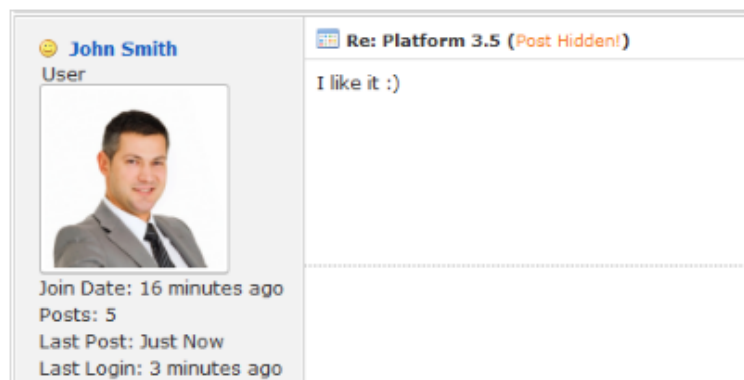 John Smith
User
Join Date: 16 minutes ago
Posts: 5
Last Post: Just Now
Last Login: 3 minutes ago
Re: Platform 3.5 (Post Hidden!)
I like it :)